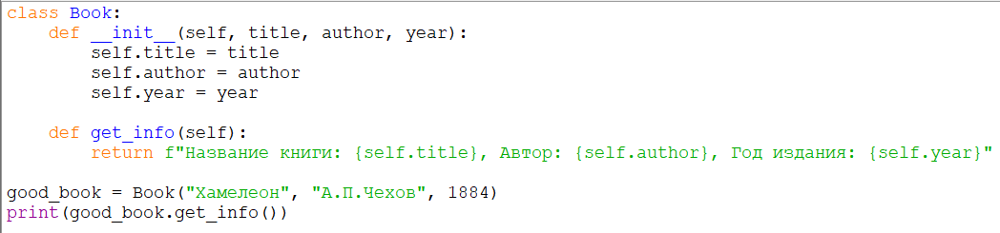 class Book:
    def __init__(self, title, author, year):
        self.title = title
        self.author = author
        self.year = year

    def get_info(self):
        return f"Название книги: {self.title}, Автор: {self.author}, Год издания: {self.year}"

good_book = Book("Хамелеон", "А.П.Чехов", 1884)
print(good_book.get_info())